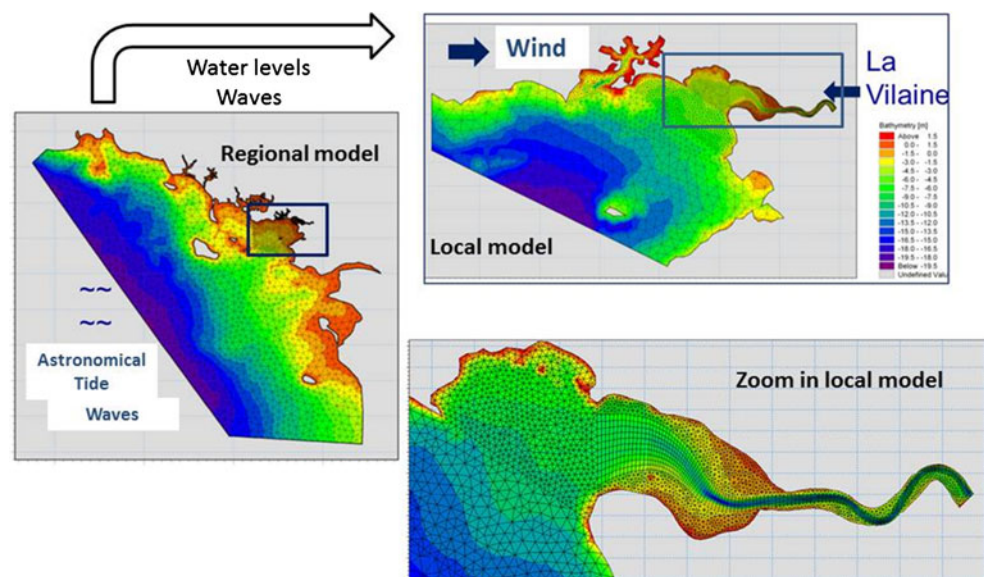 Water levels
Waves
Regional model
Astronomical
Tide
Waves
Wind
La
Vilaine
Local model
Bathymetry [m]
Above 1.5
0.0 - 1.5
-1.5 - 0.0
-3.0 - -1.5
-4.5 - -3.0
-6.0 - -4.5
-7.5 - -6.0
-9.0 - -7.5
-10.5 - -9.0
-12.0 - -10.5
-13.5 - -12.0
-15.0 - -13.5
-16.5 - -15.0
-18.0 - -16.5
-19.5 - -18.0
Below -19.5
Undefined Valu
Zoom in local model